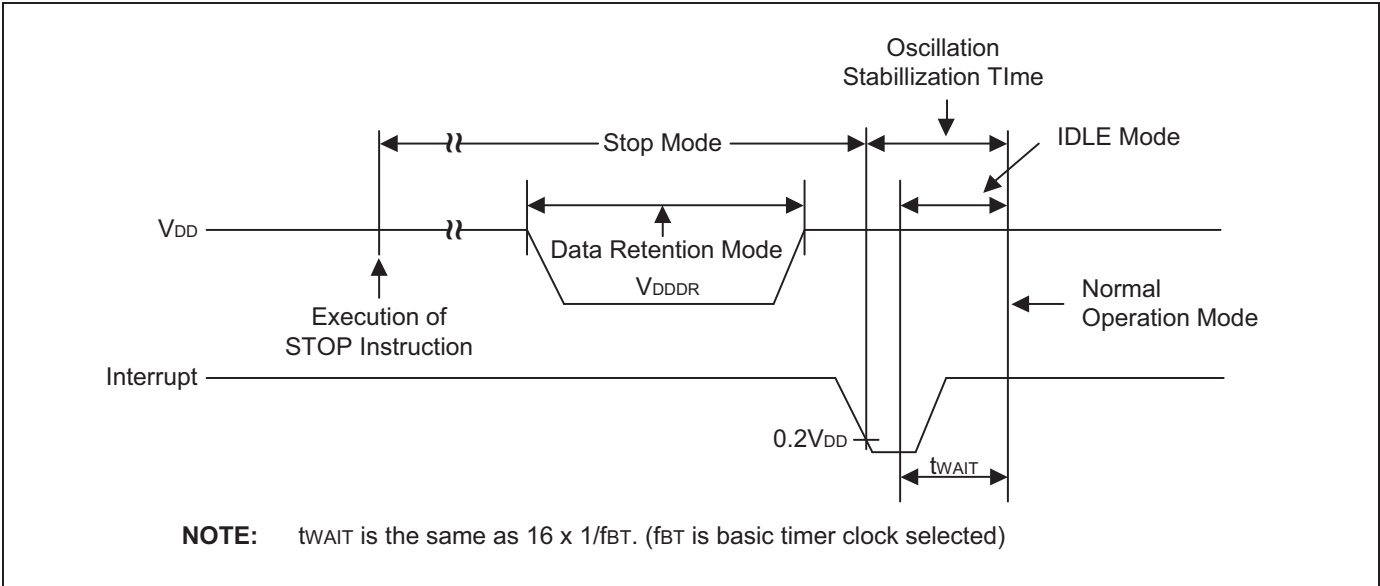 Oscillation
Stabillization TIme
IDLE Mode
Stop Mode
VDD
Data Retention Mode
VDDDR
Execution of
STOP Instruction
Normal
Operation Mode
Interrupt
0.2VDD
tWAIT
NOTE: tWAIT is the same as 16 x 1/fBT. (fBT is basic timer clock selected)